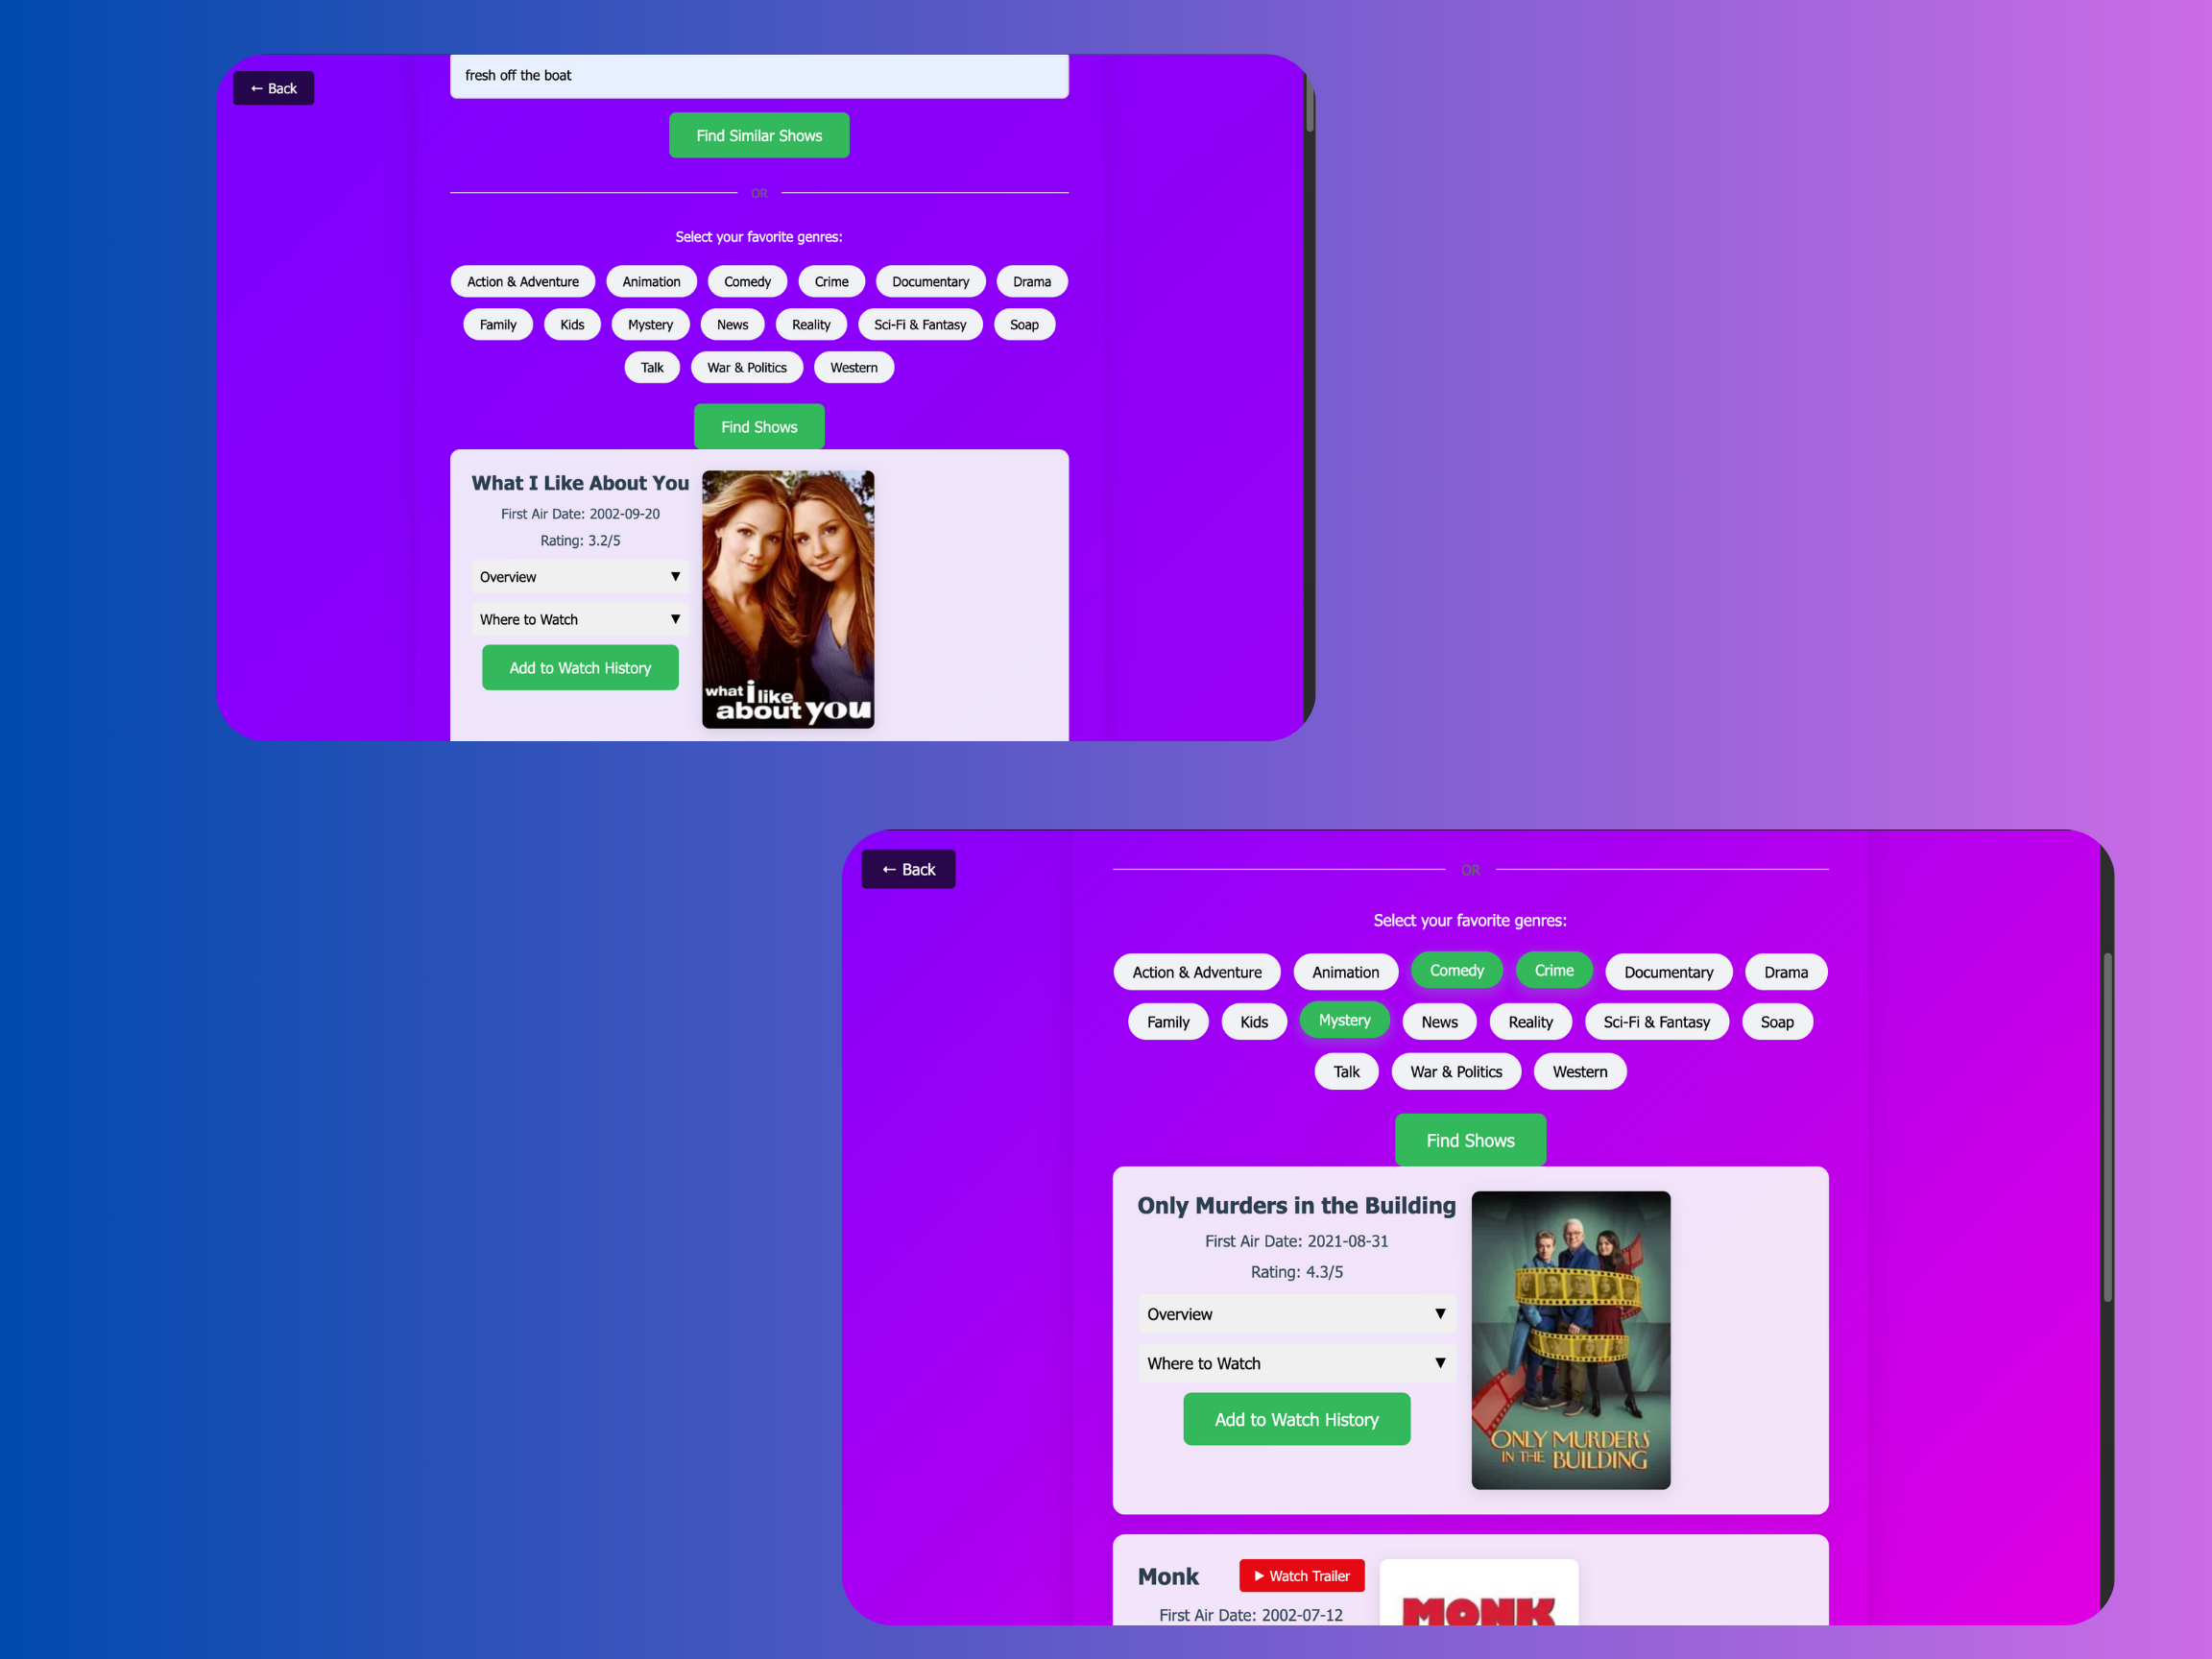 ← Back
fresh off the boat
Find Similar Shows
OR
Select your favorite genres:
Action & Adventure Animation Comedy Crime Documentary Drama
Family Kids Mystery News Reality Sci-Fi & Fantasy Soap
Talk War & Politics Western
Find Shows
What I Like About You
First Air Date: 2002-09-20
Rating: 3.2/5
Overview ▼
Where to Watch ▼
Add to Watch History
what i like
about you
← Back
OR
Select your favorite genres:
Action & Adventure Animation Comedy Crime Documentary Drama
Family Kids Mystery News Reality Sci-Fi & Fantasy Soap
Talk War & Politics Western
Find Shows
Only Murders in the Building
First Air Date: 2021-08-31
Rating: 4.3/5
Overview ▼
Where to Watch ▼
Add to Watch History
ONLY MURDERS
IN THE BUILDING
Monk
▶ Watch Trailer
First Air Date: 2002-07-12
MONK